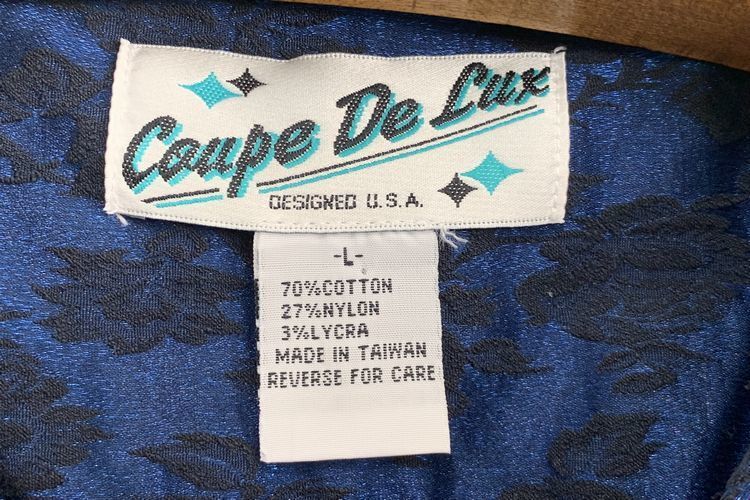 Coupe De Lux
DESIGNED U.S.A.
-L-
70%COTTON
27%NYLON
3%LYCRA
MADE IN TAIWAN
REVERSE FOR CARE